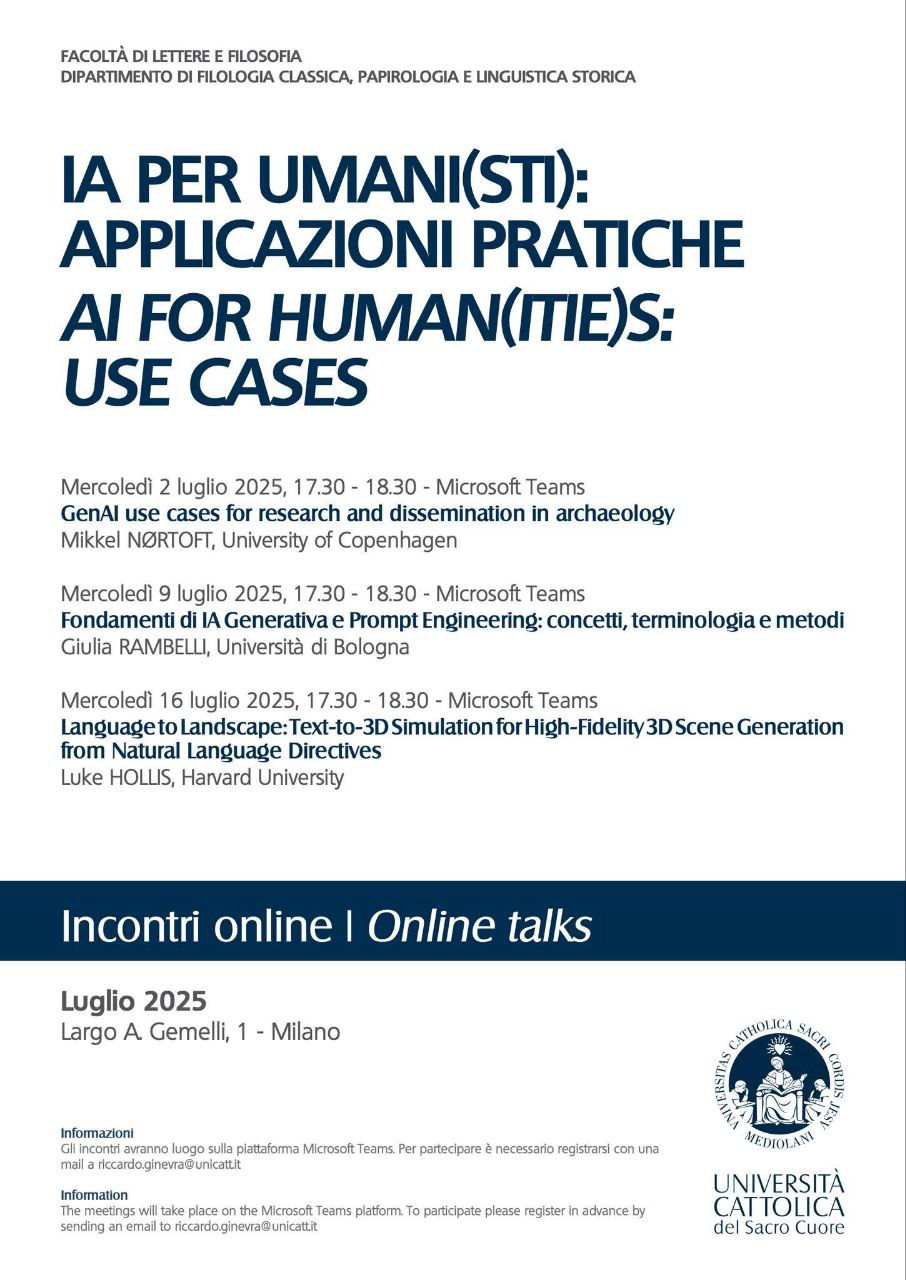 FACOLTÀ DI LETTERE E FILOSOFIA
DIPARTIMENTO DI FILOLOGIA CLASSICA, PAPIROLOGIA E LINGUISTICA STORICA
IA PER UMANI(STI):
APPLICAZIONI PRATICHE
AI FOR HUMAN(ITIE)S:
USE CASES
Mercoledì 2 luglio 2025, 17.30 - 18.30 - Microsoft Teams
GenAI use cases for research and dissemination in archaeology
Mikkel NØRTOFT, University of Copenhagen
Mercoledì 9 luglio 2025, 17.30 - 18.30 - Microsoft Teams
Fondamenti di IA Generativa e Prompt Engineering: concetti, terminologia e metodi
Giulia RAMBELLI, Università di Bologna
Mercoledì 16 luglio 2025, 17.30 - 18.30 - Microsoft Teams
Language to Landscape: Text-to-3D Simulation for High-Fidelity 3D Scene Generation
from Natural Language Directives
Luke HOLLIS, Harvard University
Incontri online | Online talks
Luglio 2025
Largo A. Gemelli, 1 - Milano
Informazioni
Gli incontri avranno luogo sulla piattaforma Microsoft Teams. Per partecipare è necessario registrarsi con una
mail a riccardo.ginevra@unicatt.it
Information
The meetings will take place on the Microsoft Teams platform. To participate please register in advance by
sending an email to riccardo.ginevra@unicatt.it
UNIVERSITAS CATHOLICA SACRI CORDIS JESU
MEDIOLANI
UNIVERSITÀ
CATTOLICA
del Sacro Cuore